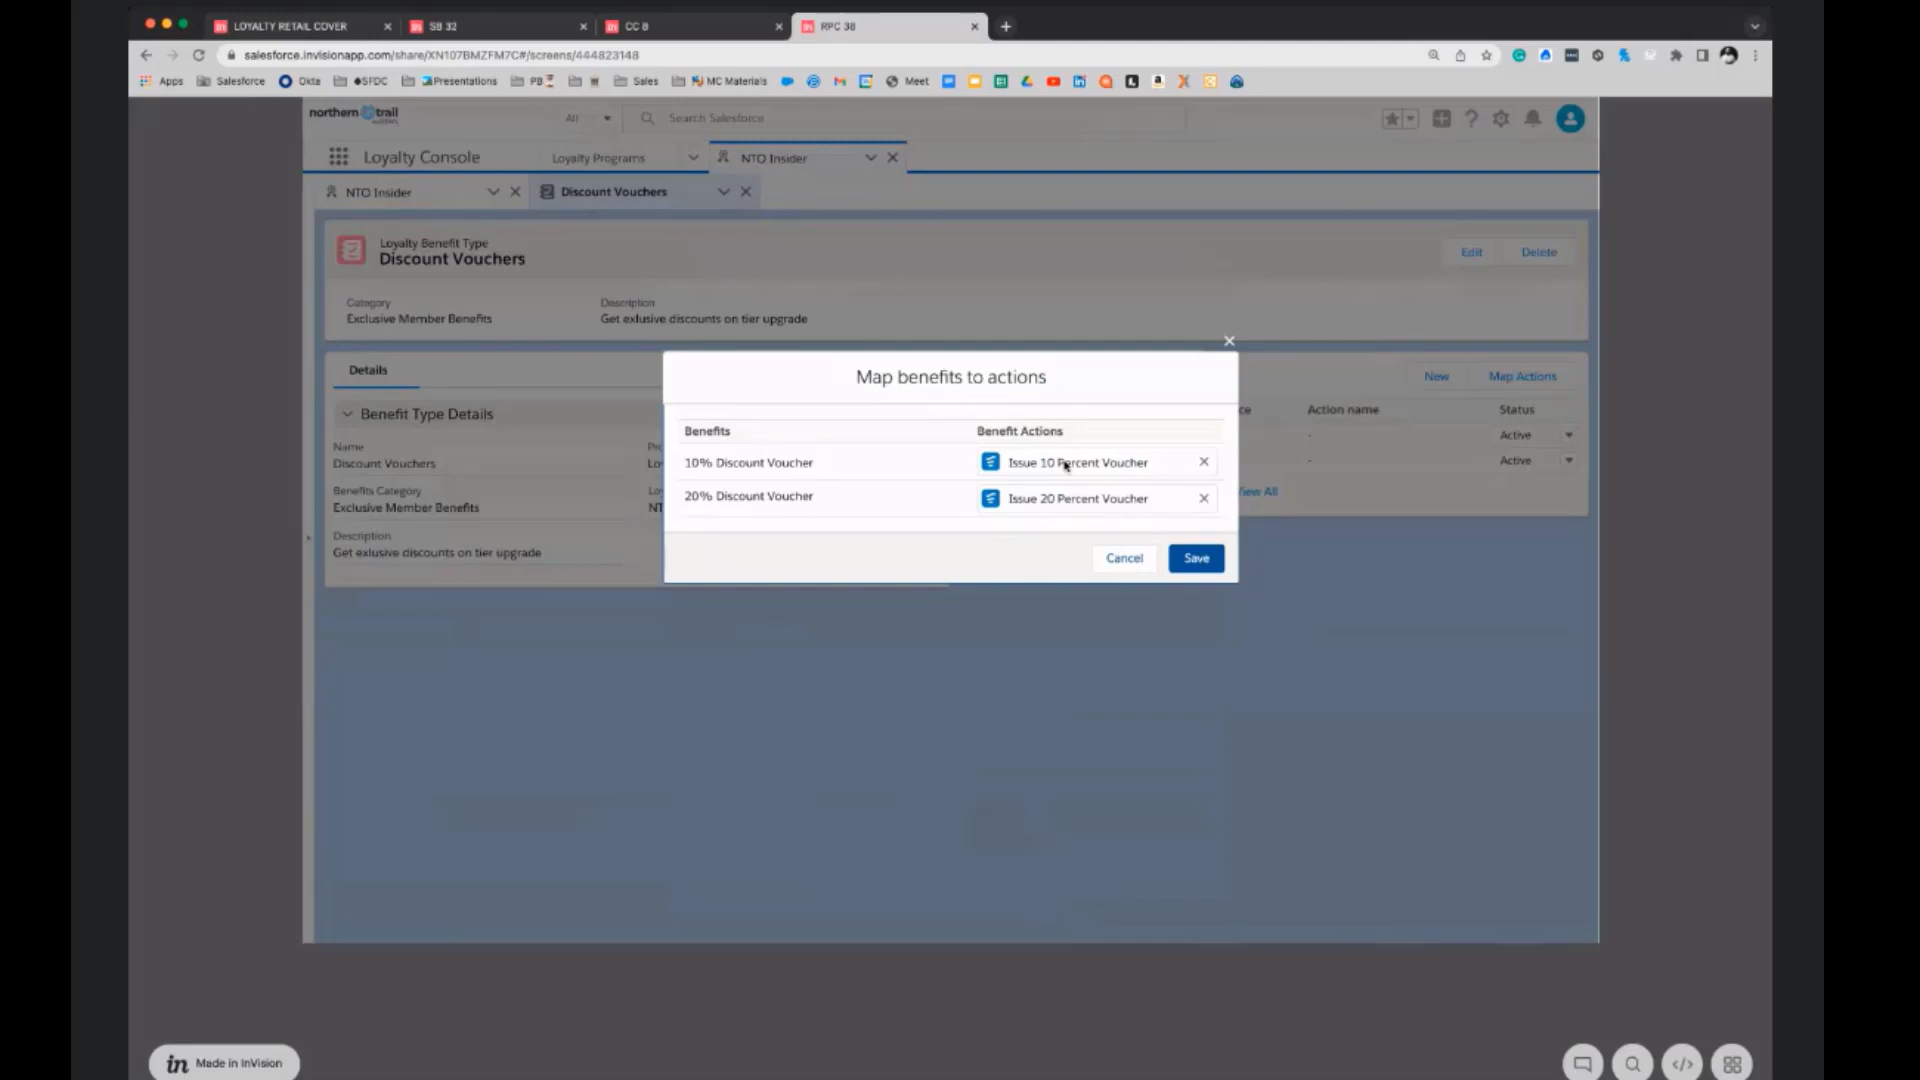 LOYALTY RETAIL COVER
SB 32
CC 8
RPC 38
salesforce.invisionapp.com/share/XN107BMZFM7C#/screens/444823148
Apps Salesforce Okta ♠SFDC Presentations PB Sales MC Materials Meet
northern trail
All Search Salesforce
Loyalty Console Loyalty Programs NTO Insider
NTO Insider Discount Vouchers
Loyalty Benefit Type
Discount Vouchers
Edit Delete
Category Description
Exclusive Member Benefits Get exlusive discounts on tier upgrade
Details
Benefit Type Details
Name
Discount Vouchers
Benefits Category
Exclusive Member Benefits
Description
Get exlusive discounts on tier upgrade
Map benefits to actions
Benefits Benefit Actions
10% Discount Voucher Issue 10 Percent Voucher
20% Discount Voucher Issue 20 Percent Voucher
Cancel Save
New Map Actions
Action name Status
- Active
- Active
View All
in Made in InVision